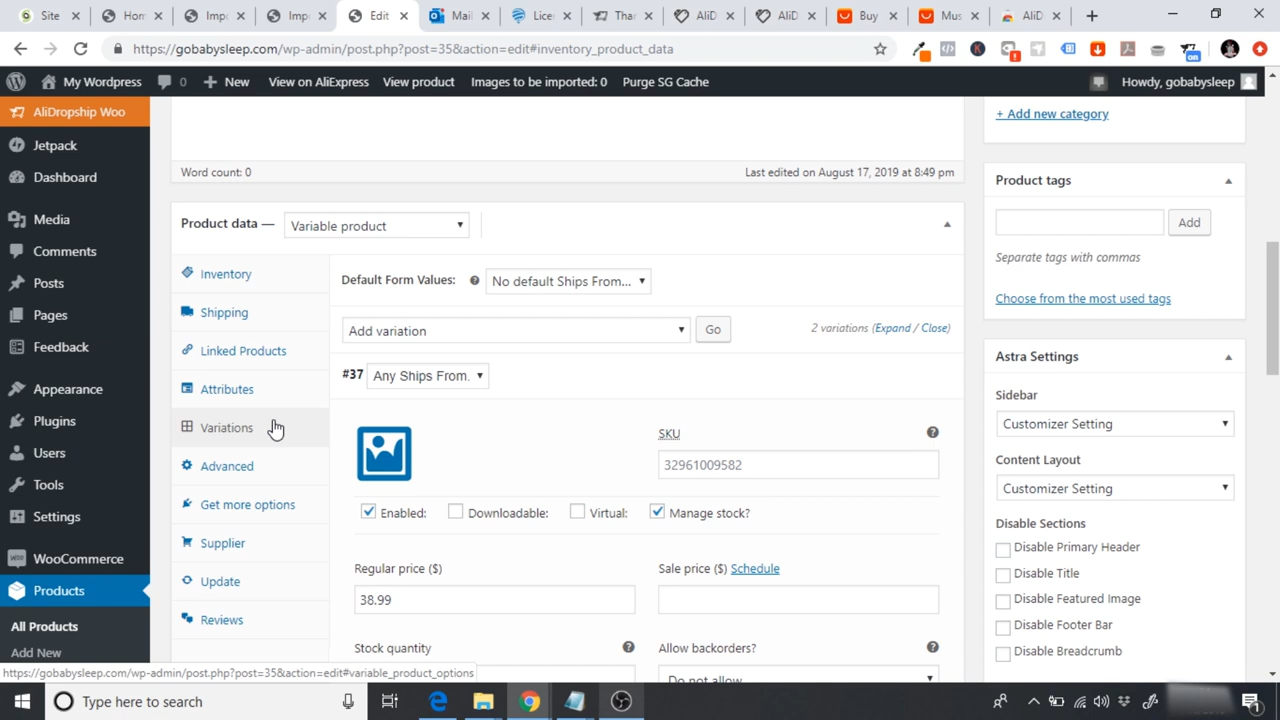 Site
Hom
Impo
Impo
Edit
Mail
Licer
Thar
AliD
AliD
Buy
Mus
AliD
https://gobabysleep.com/wp-admin/post.php?post=35&action=edit#inventory_product_data
on
My Wordpress
0
New
View on AliExpress
View product
Images to be imported: 0
Purge SG Cache
Howdy, gobabysleep
AliDropship Woo
Jetpack
Dashboard
Media
Comments
Posts
Pages
Feedback
Appearance
Plugins
Users
Tools
Settings
WooCommerce
Products
All Products
Add New
Word count: 0
Last edited on August 17, 2019 at 8:49 pm
Product data — Variable product
Inventory
Shipping
Linked Products
Attributes
Variations
Advanced
Get more options
Supplier
Update
Reviews
Default Form Values: No default Ships From...
Add variation
Go
2 variations (Expand / Close)
#37 Any Ships From.
SKU
32961009582
Enabled: Downloadable: Virtual: Manage stock?
Regular price ($)
Sale price ($) Schedule
38.99
Stock quantity
Allow backorders?
Do not allow
+ Add new category
Product tags
Add
Separate tags with commas
Choose from the most used tags
Astra Settings
Sidebar
Customizer Setting
Content Layout
Customizer Setting
Disable Sections
Disable Primary Header
Disable Title
Disable Featured Image
Disable Footer Bar
Disable Breadcrumb
https://gobabysleep.com/wp-admin/post.php?post=35&action=edit#variable_product_options
Type here to search